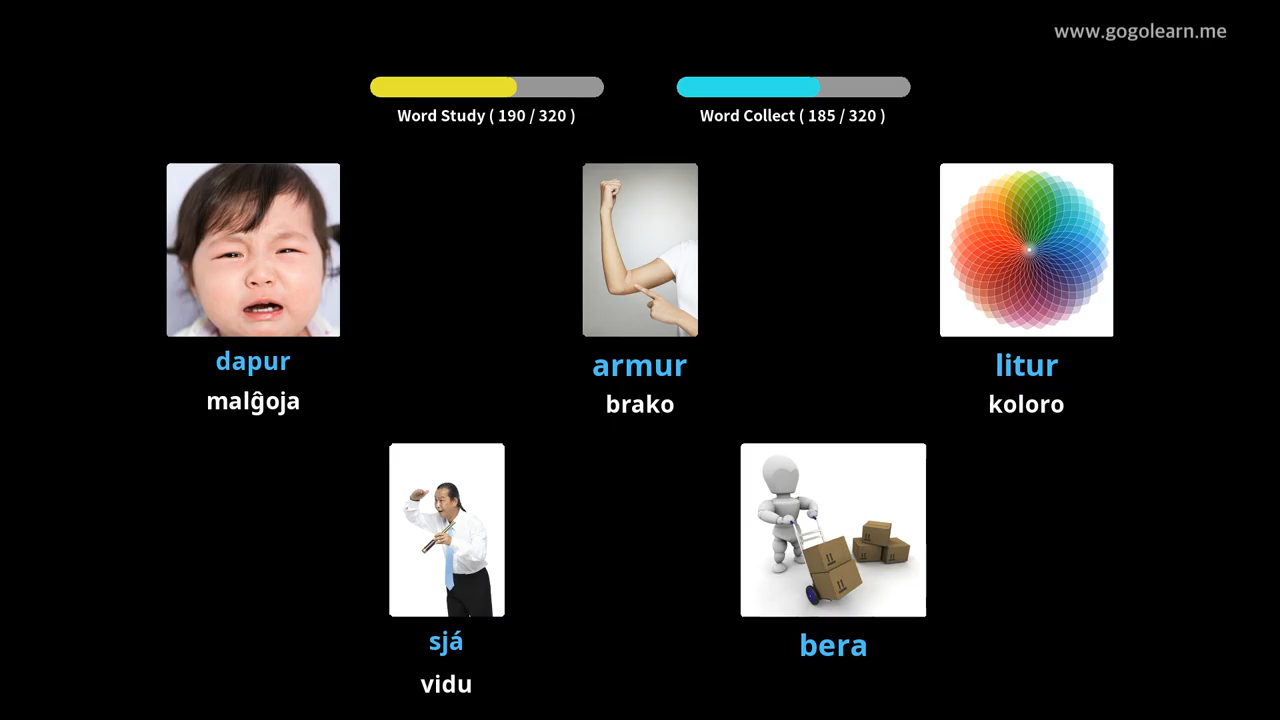 www.gogolearn.me
Word Study ( 190 / 320 )
Word Collect ( 185 / 320 )
dapur
malĝoja
armur
brako
litur
koloro
sjá
vidu
bera